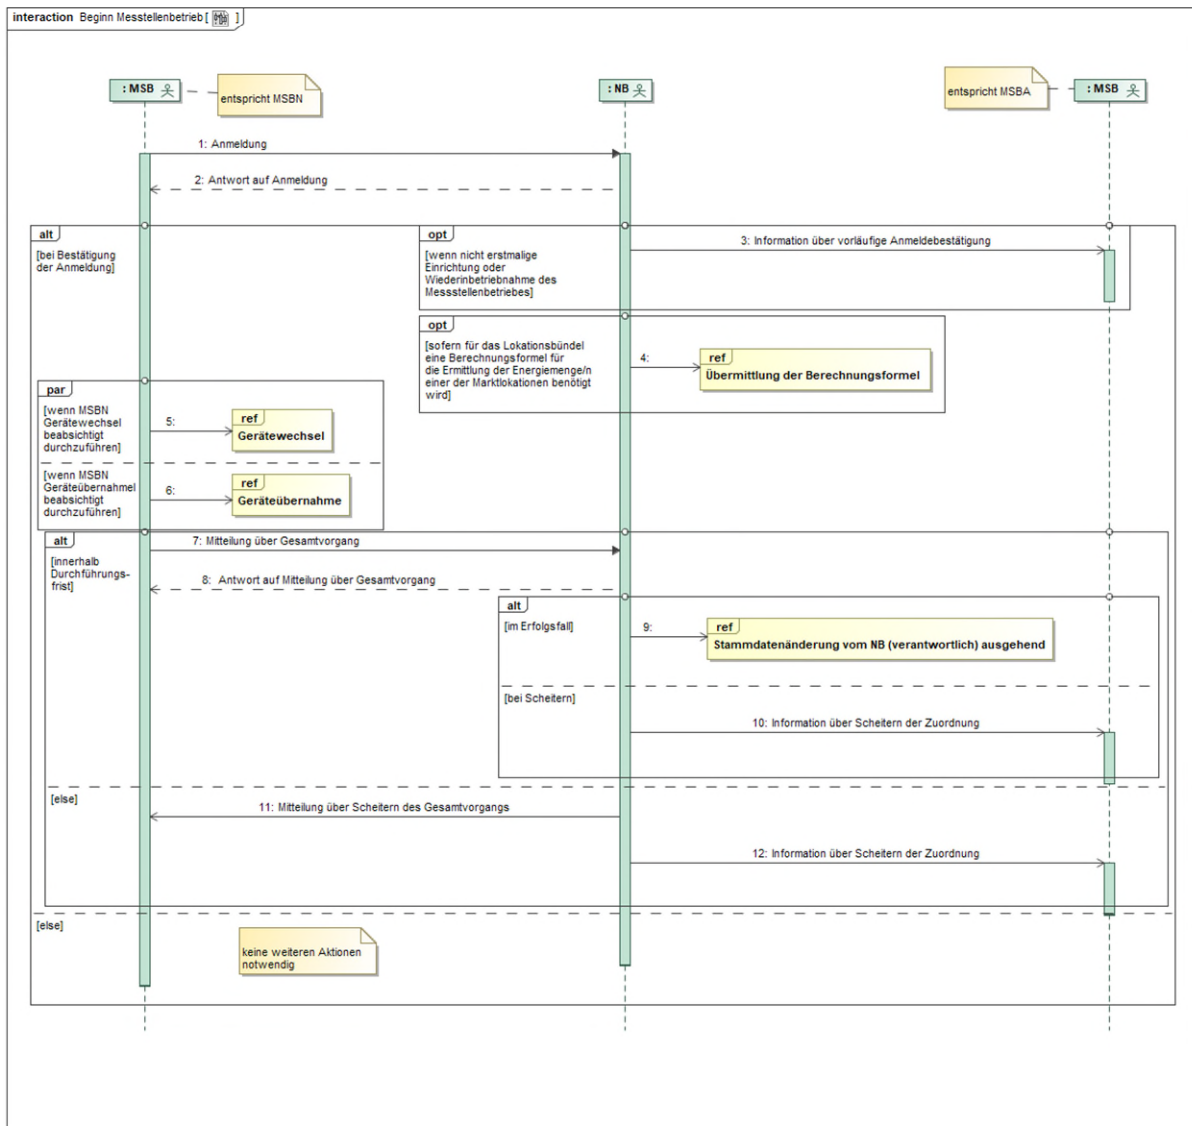 interaction Beginn Messtellenbetrieb [ ]
: MSB
entspricht MSBN
: NB
entspricht MSBA
: MSB
1: Anmeldung
2: Antwort auf Anmeldung
alt
[bei Bestätigung
der Anmeldung]
opt
[wenn nicht erstmalige
Einrichtung oder
Wiederinbetriebnahme des
Messstellenbetriebes]
3: Information über vorläufige Anmeldebestätigung
opt
[sofern für das Lokationsbündel
eine Berechnungsformel für
die Ermittlung der Energiemenge/n
einer der Marktlokationen benötigt
wird]
4:
ref
Übermittlung der Berechnungsformel
par
[wenn MSBN
Gerätewechsel
beabsichtigt
durchzuführen]
5:
ref
Gerätewechsel
[wenn MSBN
Geräteübernahmel
beabsichtigt
durchzuführen]
6:
ref
Geräteübernahme
alt
[innerhalb
Durchführungs-
frist]
7: Mitteilung über Gesamtvorgang
8: Antwort auf Mitteilung über Gesamtvorgang
alt
[im Erfolgsfall]
9:
ref
Stammdatenänderung vom NB (verantwortlich) ausgehend
[bei Scheitern]
10: Information über Scheitern der Zuordnung
[else]
11: Mitteilung über Scheitern des Gesamtvorgangs
12: Information über Scheitern der Zuordnung
[else]
keine weiteren Aktionen
notwendig